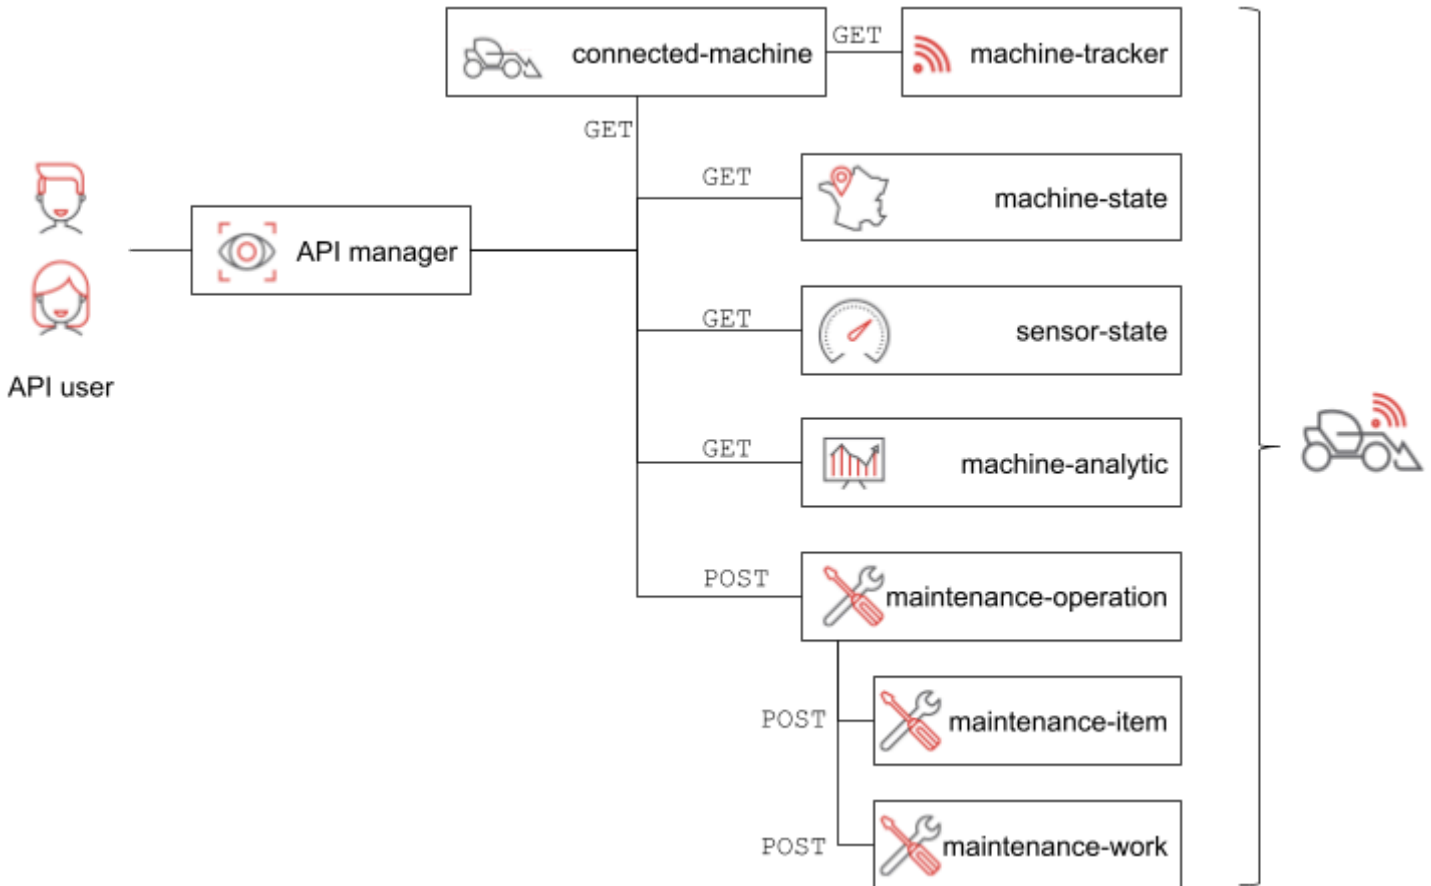 connected-machine
GET
machine-tracker
GET
GET
machine-state
API manager
GET
sensor-state
API user
GET
machine-analytic
POST
maintenance-operation
POST
maintenance-item
POST
maintenance-work